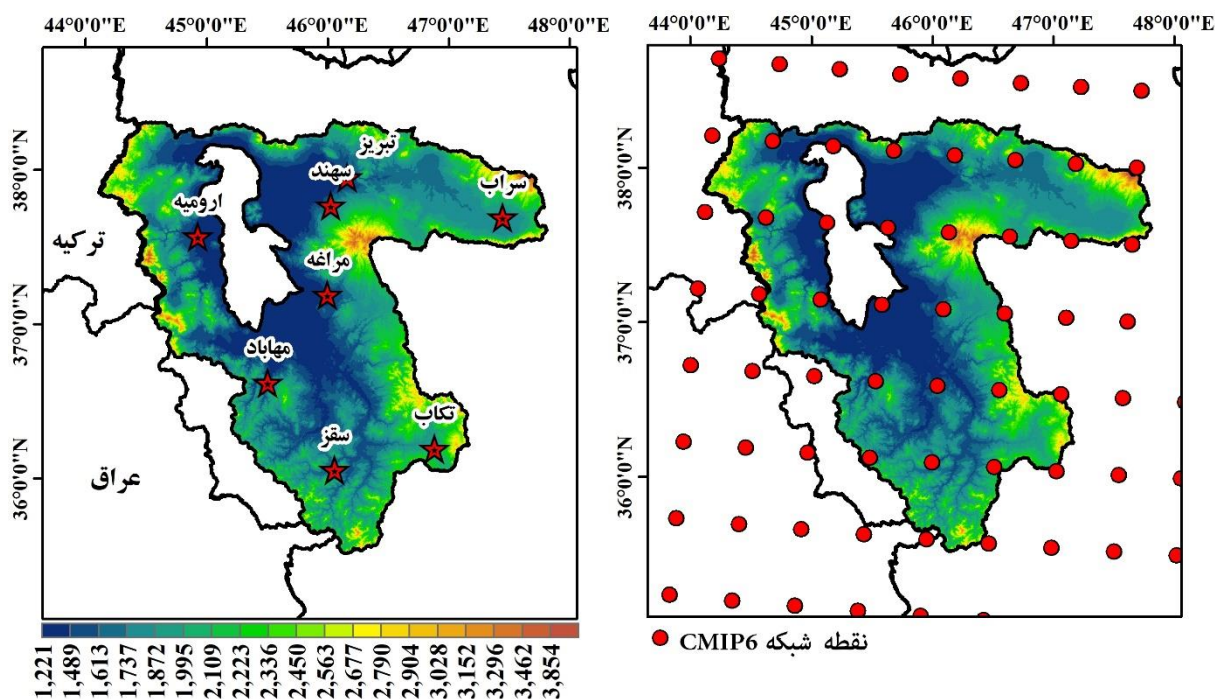 44°0'0"E 45°0'0"E 46°0'0"E 47°0'0"E 48°0'0"E
38°0'0"N
37°0'0"N
36°0'0"N
تبریز
سهند
سراب
ارومیه
ترکیه
مراغه
مهاباد
تکاب
سقز
عراق
1,221 1,489 1,613 1,737 1,872 1,995 2,109 2,223 2,336 2,450 2,563 2,677 2,790 2,904 3,028 3,152 3,296 3,462 3,854
44°0'0"E 45°0'0"E 46°0'0"E 47°0'0"E 48°0'0"E
38°0'0"N
37°0'0"N
36°0'0"N
نقطه شبکه CMIP6